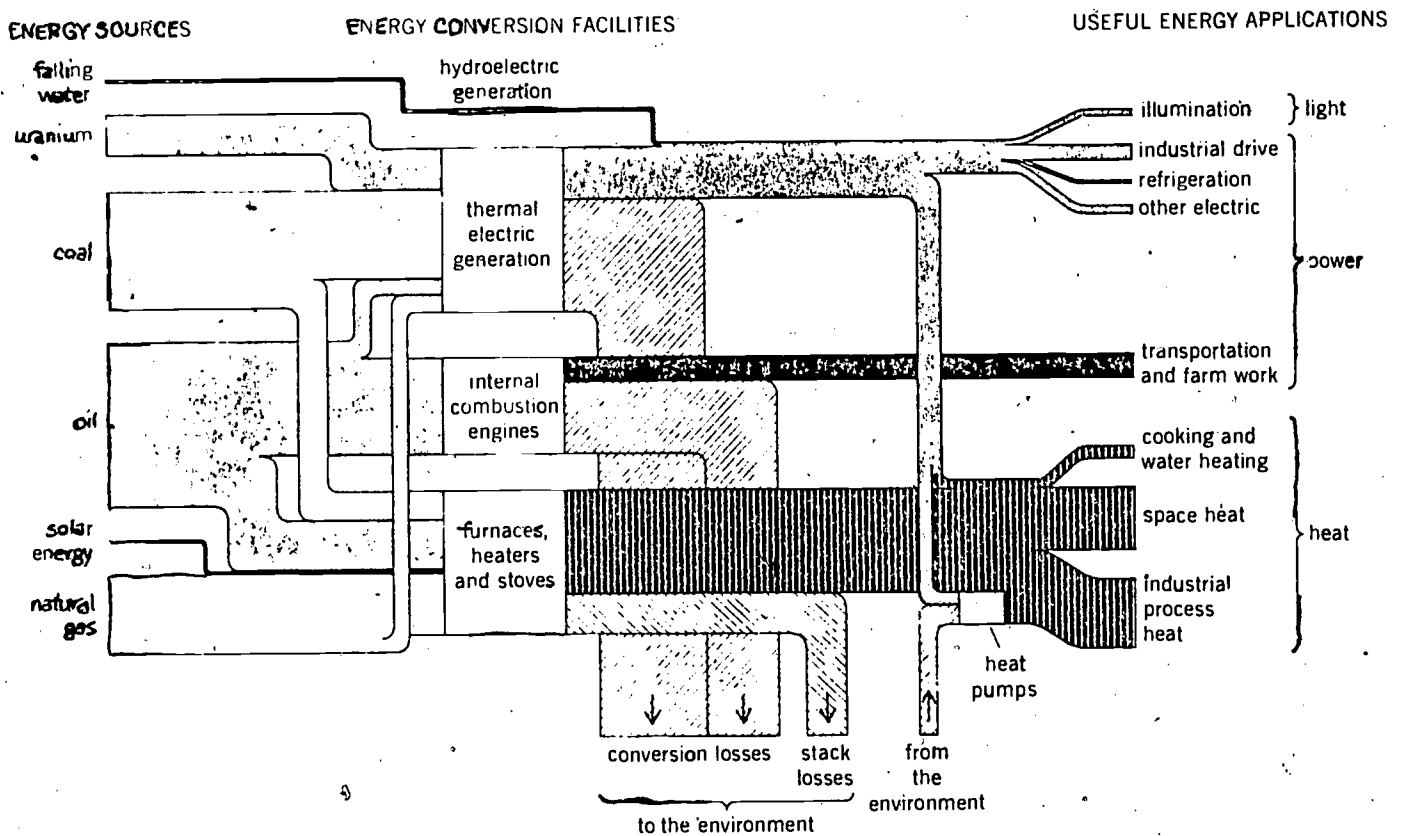 ENERGY SOURCES
ENERGY CONVERSION FACILITIES
USEFUL ENERGY APPLICATIONS
falling
water
uranium
coal
oil
solar
energy
natural
gas
hydroelectric
generation
thermal
electric
generation
internal
combustion
engines
furnaces,
heaters
and stoves
illumination
light
industrial drive
refrigeration
other electric
power
transportation
and farm work
cooking and
water heating
space heat
heat
industrial
process
heat
heat
pumps
conversion losses
stack
losses
from
the
environment
to the environment